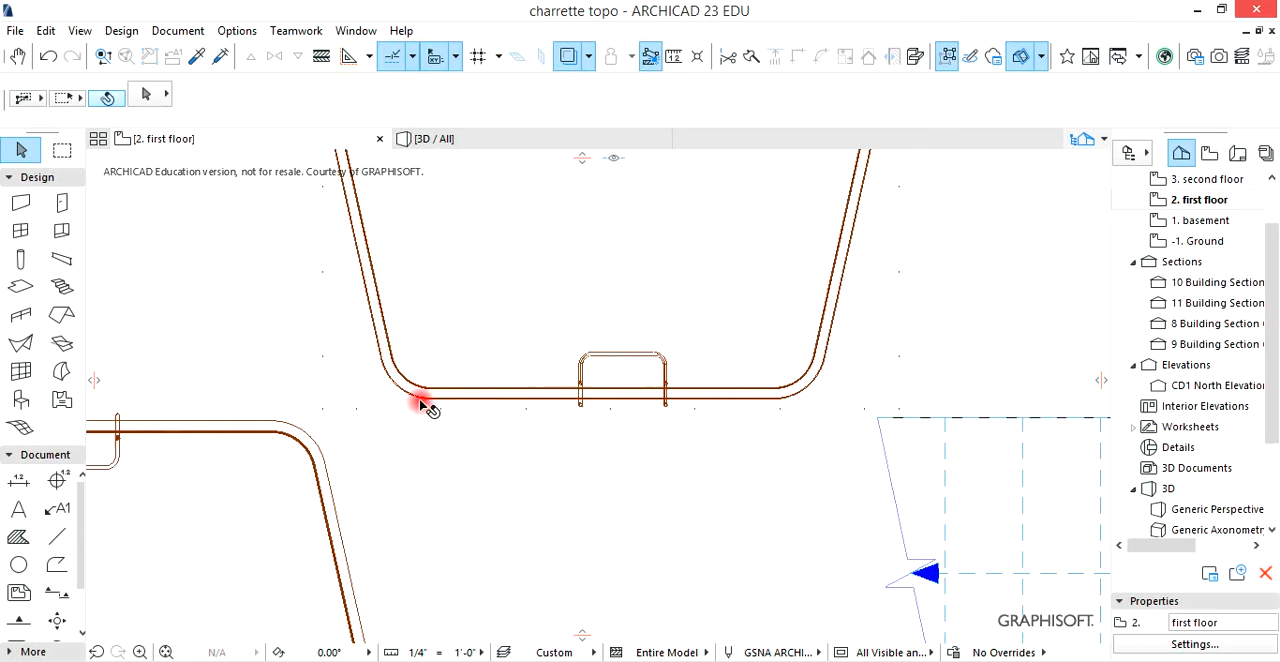 charrette topo - ARCHICAD 23 EDU
File Edit View Design Document Options Teamwork Window Help
[2. first floor]
[3D / All]
ARCHICAD Education version, not for resale. Courtesy of GRAPHISOFT.
Design
Document
More
3. second floor
2. first floor
1. basement
-1. Ground
Sections
10 Building Section
11 Building Section
8 Building Section
9 Building Section
Elevations
CD1 North Elevatio
Interior Elevations
Worksheets
Details
3D Documents
3D
Generic Perspective
Generic Axonometr
Properties
2. first floor
Settings...
GRAPHISOFT.
N/A 0.00° 1/4" = 1'-0" Custom Entire Model GSNA ARCHI... All Visible an... No Overrides